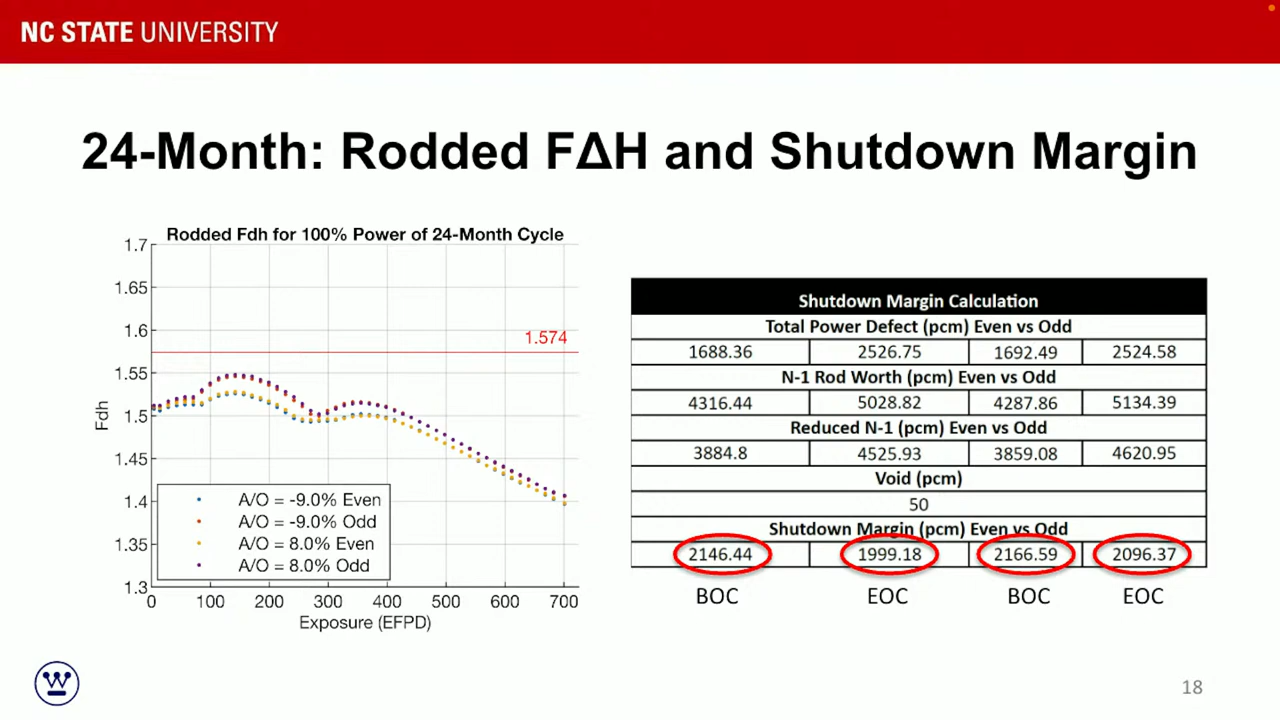 NC STATE UNIVERSITY
24-Month: Rodded FΔH and Shutdown Margin
Rodded Fdh for 100% Power of 24-Month Cycle
1.7
1.65
1.6
1.55
1.5
1.45
1.4
1.35
1.3
Fdh
1.574
A/O = -9.0% Even
A/O = -9.0% Odd
A/O = 8.0% Even
A/O = 8.0% Odd
0 100 200 300 400 500 600 700
Exposure (EFPD)
Shutdown Margin Calculation
Total Power Defect (pcm) Even vs Odd
1688.36 2526.75 1692.49 2524.58
N-1 Rod Worth (pcm) Even vs Odd
4316.44 5028.82 4287.86 5134.39
Reduced N-1 (pcm) Even vs Odd
3884.8 4525.93 3859.08 4620.95
Void (pcm)
50
Shutdown Margin (pcm) Even vs Odd
2146.44 1999.18 2166.59 2096.37
BOC EOC BOC EOC
W
18